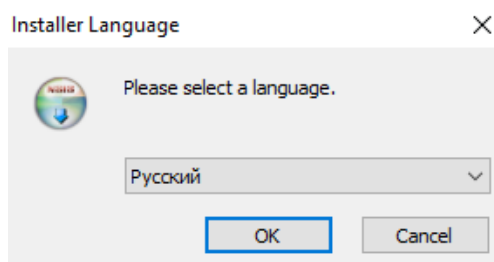 Installer Language
Please select a language.
Русский
OK
Cancel